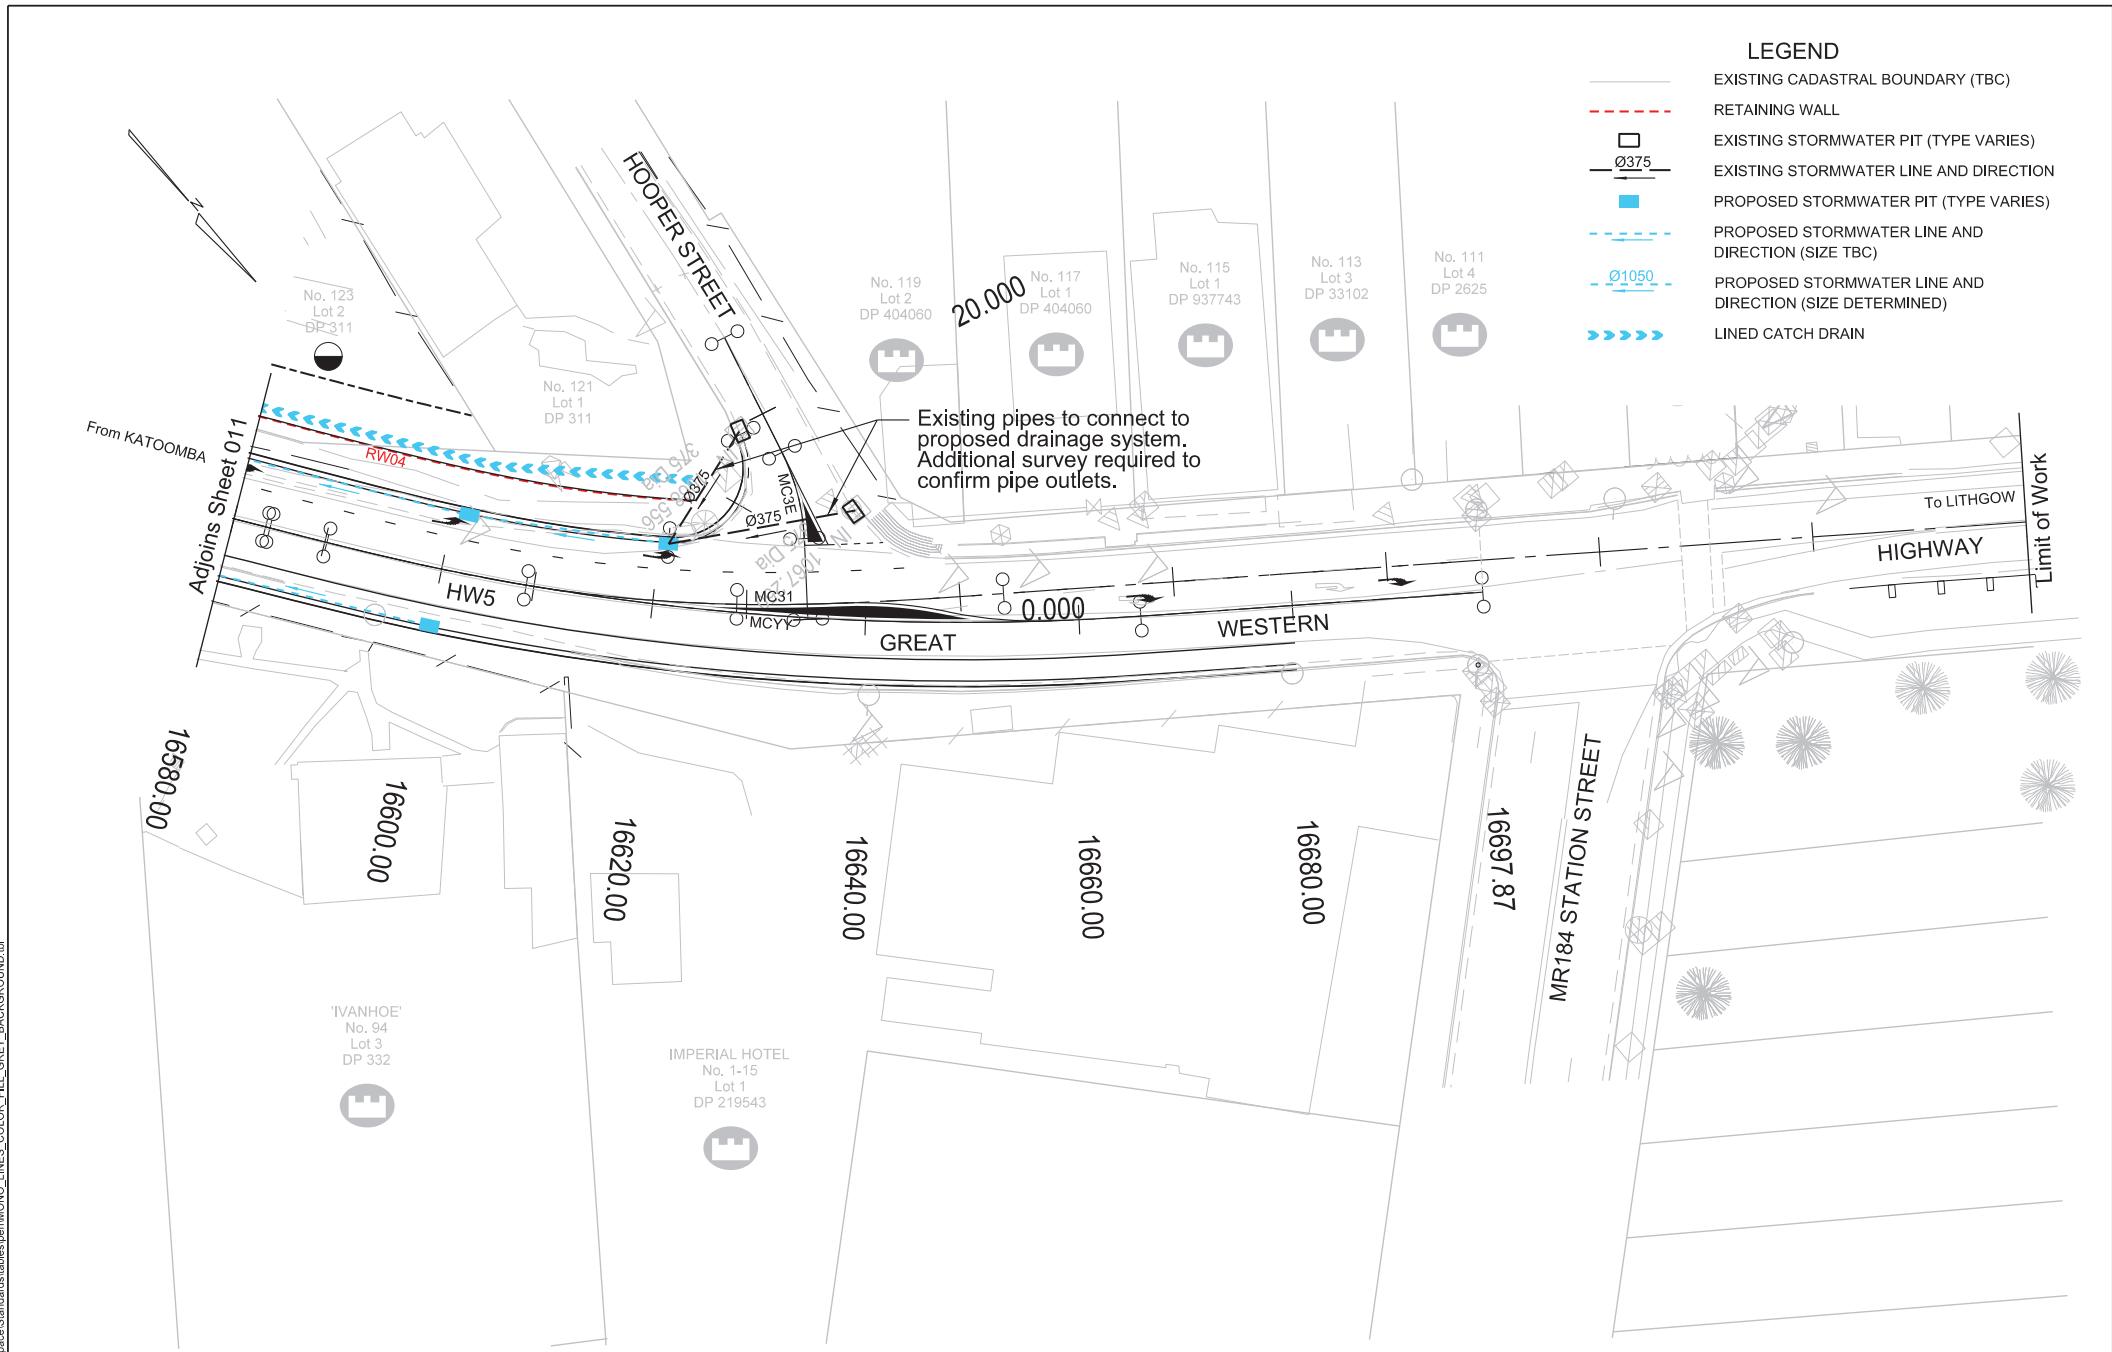 LEGEND
EXISTING CADASTRAL BOUNDARY (TBC)
RETAINING WALL
EXISTING STORMWATER PIT (TYPE VARIES)
Ø375
EXISTING STORMWATER LINE AND DIRECTION
PROPOSED STORMWATER PIT (TYPE VARIES)
PROPOSED STORMWATER LINE AND
DIRECTION (SIZE TBC)
Ø1050
PROPOSED STORMWATER LINE AND
DIRECTION (SIZE DETERMINED)
LINED CATCH DRAIN
N
HOOPER STREET
No. 123
Lot 2
DP 311
No. 121
Lot 1
DP 311
No. 119
Lot 2
DP 404060
20.000
No. 117
Lot 1
DP 404060
No. 115
Lot 1
DP 937743
No. 113
Lot 3
DP 33102
No. 111
Lot 4
DP 2625
From KATOOMBA
Adjoins Sheet 011
RW04
Existing pipes to connect to
proposed drainage system.
Additional survey required to
confirm pipe outlets.
375 Dia
Ø375
Ø375
MC3E
MC31
MCYY
0.000
HW5
GREAT
WESTERN
HIGHWAY
To LITHGOW
Limit of Work
16580.00
16600.00
16620.00
16640.00
16660.00
16680.00
16697.87
MR184 STATION STREET
'IVANHOE'
No. 94
Lot 3
DP 332
IMPERIAL HOTEL
No. 1-15
Lot 1
DP 219543